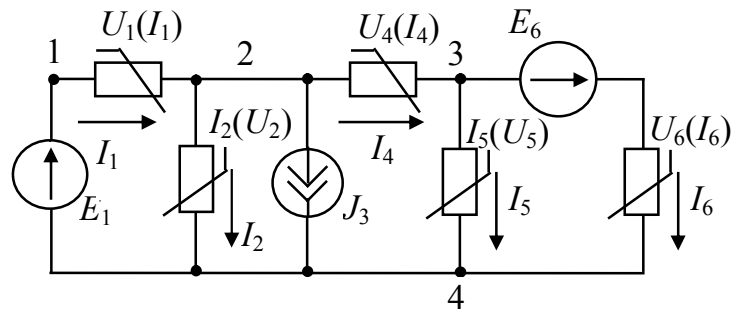 U1(I1) U4(I4) E6
1 2 3
I2(U2) I5(U5) U6(I6)
I1 I4
E1 J3 I5 I6
I2
4